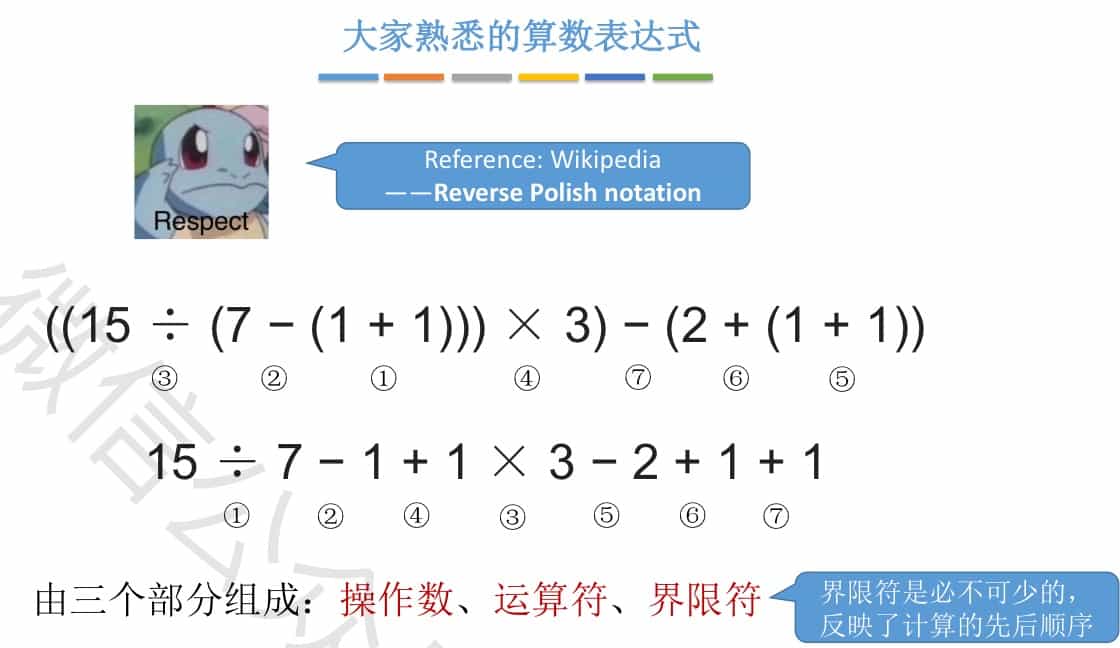 大家熟悉的算数表达式
Reference: Wikipedia
——Reverse Polish notation
Respect
((15 ÷ (7 − (1 + 1))) × 3) − (2 + (1 + 1))
③ ② ① ④ ⑦ ⑥ ⑤
15 ÷ 7 − 1 + 1 × 3 − 2 + 1 + 1
① ② ④ ③ ⑤ ⑥ ⑦
由三个部分组成：操作数、运算符、界限符
界限符是必不可少的，
反映了计算的先后顺序
微信公众